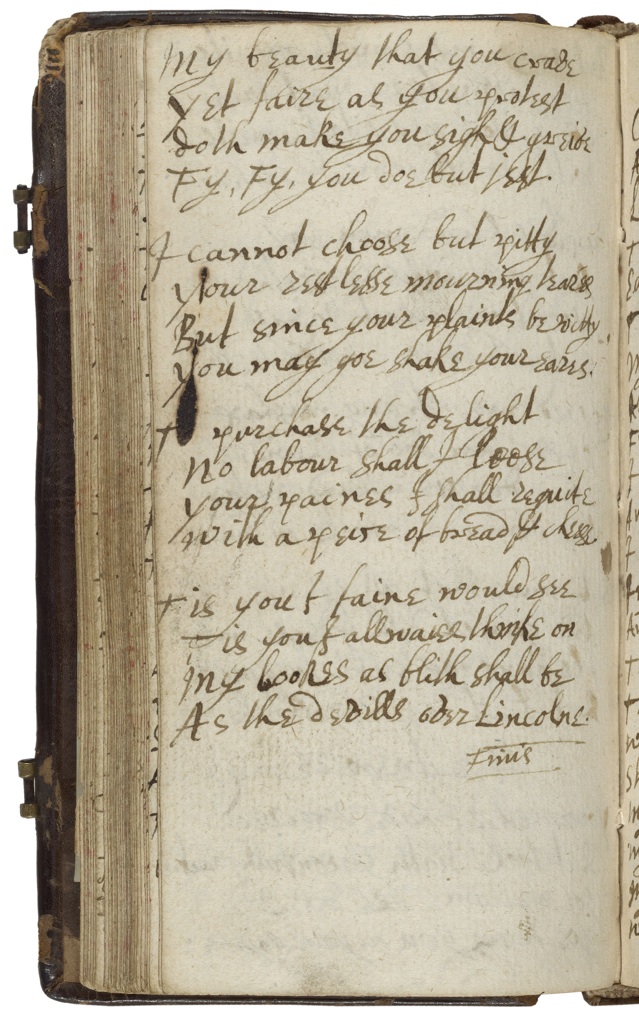 My beauty that you crave
yet faire as you protest
doth make you sigh & greive
Fy, Fy, you doe but jest.
I cannot choose but pitty
your restlesse mourning teares
But since your plaints be witty
you may goe shake your eares.
T purchase the delight
No labour shall I loose
your paines I shall requite
with a peice of bread & cheese
T is you I faine would see
T is you I allwaies thinke on
My lookes as blith shall be
As the devills over Lincolne.
Finis